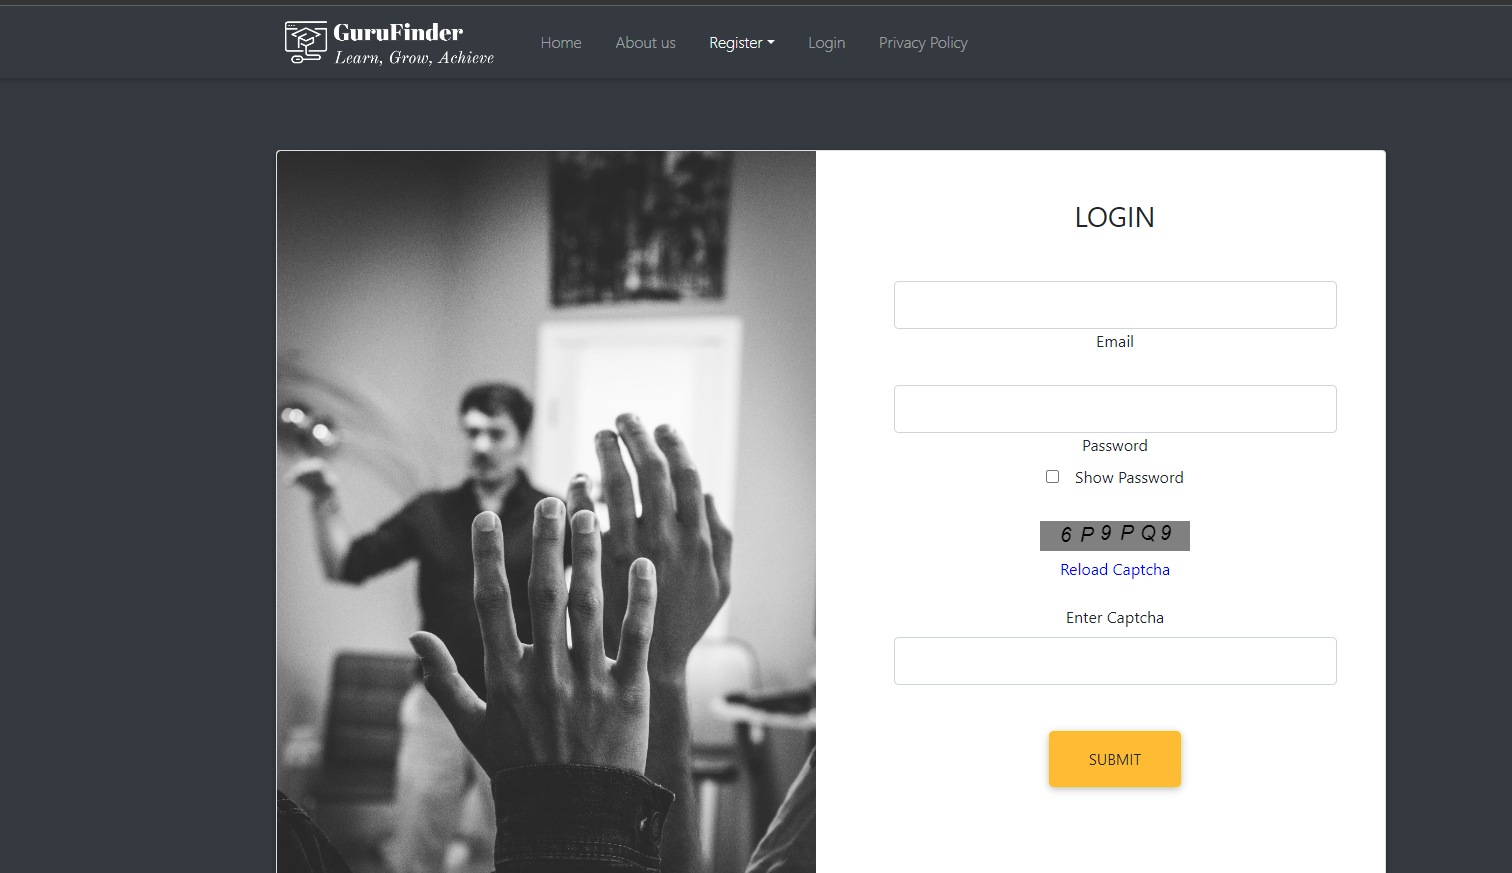 GuruFinder
Learn, Grow, Achieve
Home About us Register Login Privacy Policy
LOGIN
Email
Password
Show Password
6P9PQ9
Reload Captcha
Enter Captcha
SUBMIT